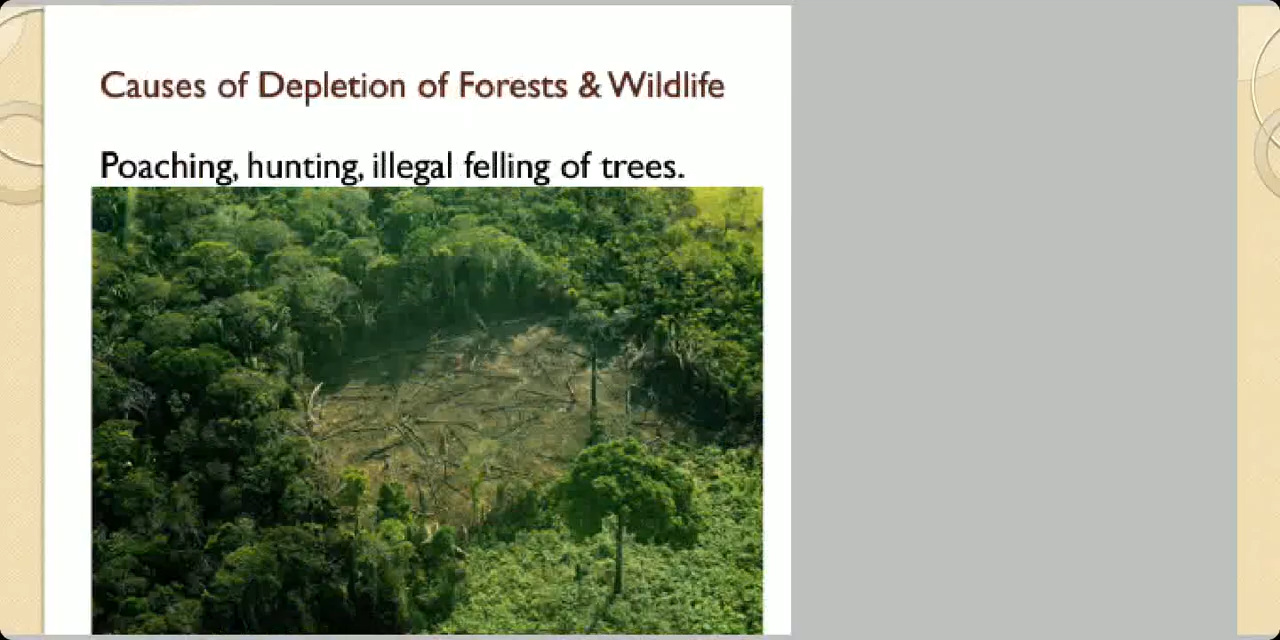 Causes of Depletion of Forests & Wildlife
Poaching, hunting, illegal felling of trees.